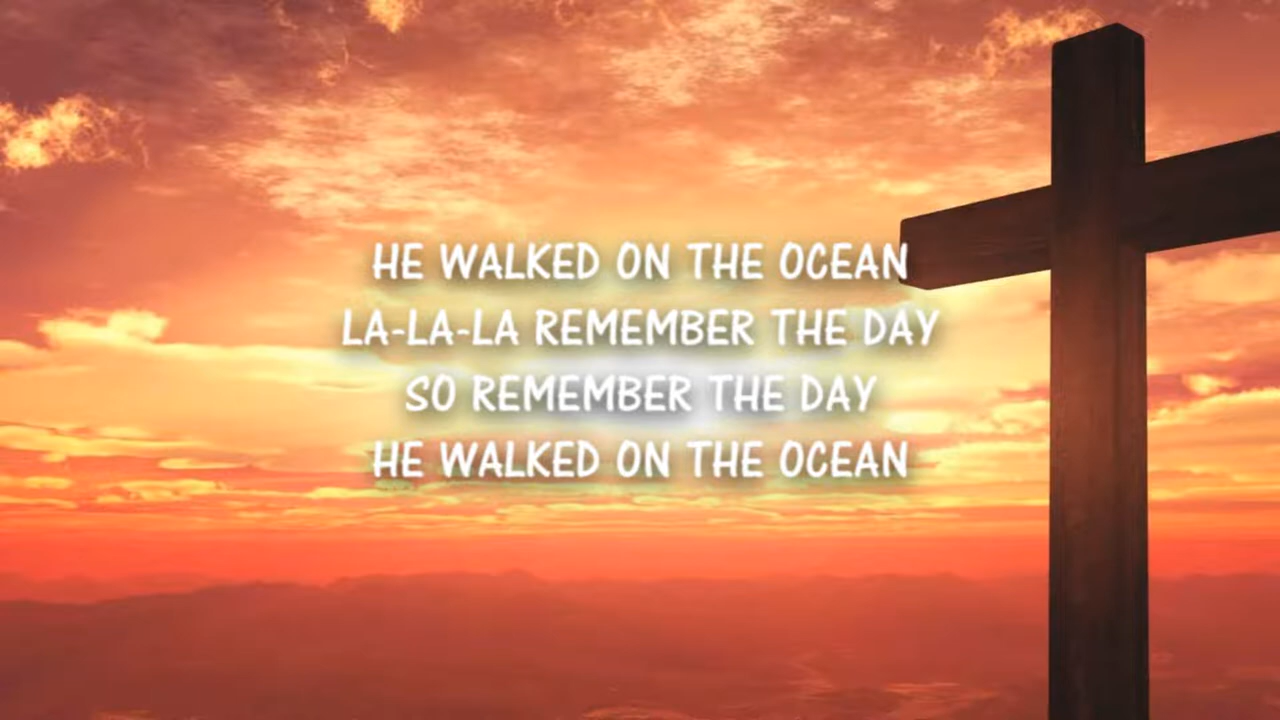 HE WALKED ON THE OCEAN
LA-LA-LA REMEMBER THE DAY
SO REMEMBER THE DAY
HE WALKED ON THE OCEAN